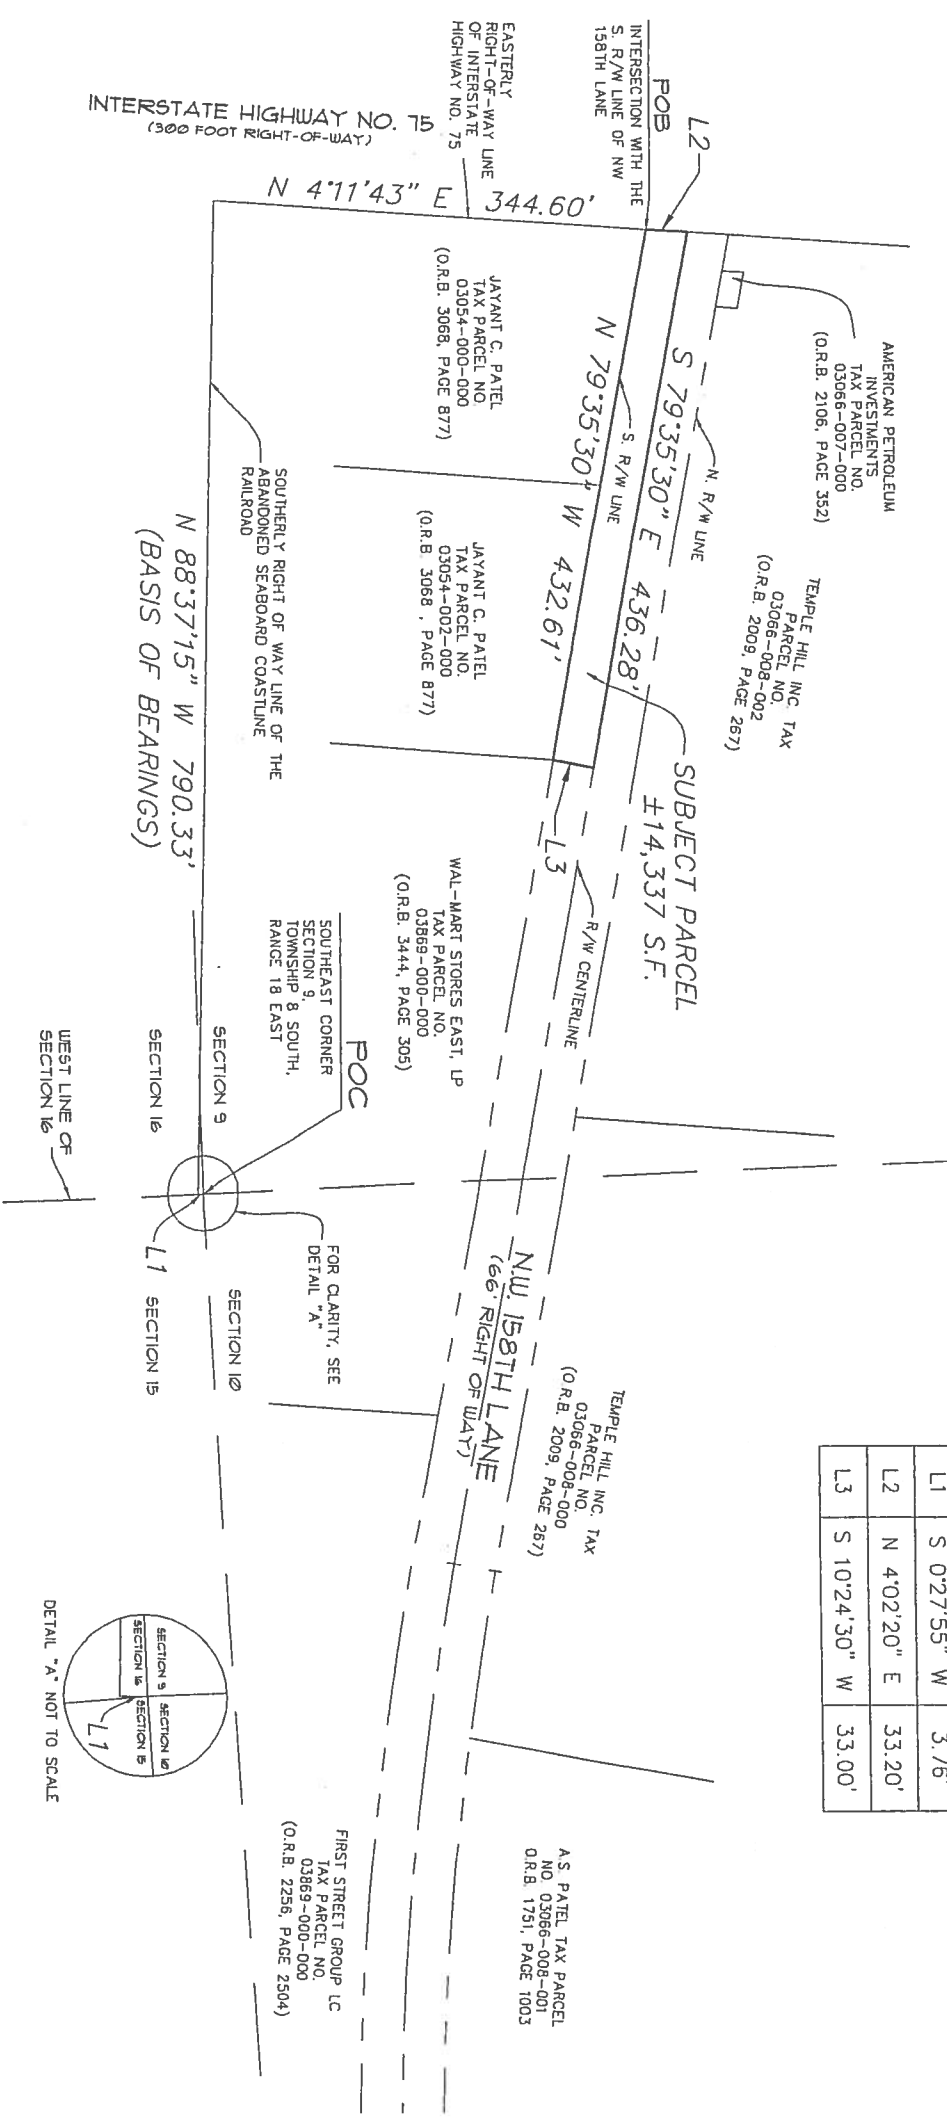 INTERSTATE HIGHWAY NO. 75
(300 FOOT RIGHT-OF-WAY)
EASTERLY
RIGHT-OF-WAY LINE
OF INTERSTATE
HIGHWAY NO. 75
N 4°11'43" E 344.60'
INTERSECTION WITH THE
S. R/W LINE OF NW
158TH LANE
POB
L2
AMERICAN PETROLEUM
INVESTMENTS
TAX PARCEL NO.
03066-007-000
(O.R.B. 2106, PAGE 352)
N. R/W LINE
S 79°35'30" E 436.28'
S. R/W LINE
N 79°35'30" W 432.61'
JAYANT C. PATEL
TAX PARCEL NO.
03054-000-000
(O.R.B. 3068, PAGE 877)
JAYANT C. PATEL
TAX PARCEL NO.
03054-002-000
(O.R.B. 3068 , PAGE 877)
TEMPLE HILL INC. TAX
PARCEL NO.
03066-008-002
(O.R.B. 2009, PAGE 267)
SUBJECT PARCEL
±14,337 S.F.
L3
R/W CENTERLINE
SOUTHERLY RIGHT OF WAY LINE OF THE
ABANDONED SEABOARD COASTLINE
RAILROAD
N 88°37'15" W 790.33'
(BASIS OF BEARINGS)
WAL-MART STORES EAST, LP
TAX PARCEL NO.
03869-000-000
(O.R.B. 3444, PAGE 305)
POC
SOUTHEAST CORNER
SECTION 9,
TOWNSHIP 8 SOUTH,
RANGE 18 EAST
SECTION 9
SECTION 16
WEST LINE OF
SECTION 16
L1
SECTION 15
SECTION 10
FOR CLARITY, SEE
DETAIL "A"
N.W. 158TH LANE
(66' RIGHT OF WAY)
TEMPLE HILL INC. TAX
PARCEL NO.
03066-008-000
(O.R.B. 2009, PAGE 267)
L1 S 0°27'55" W 3.76'
L2 N 4°02'20" E 33.20'
L3 S 10°24'30" W 33.00'
SECTION 9 SECTION 10
SECTION 16 SECTION 15
L1
DETAIL "A" NOT TO SCALE
FIRST STREET GROUP LC
TAX PARCEL NO.
03869-000-000
(O.R.B. 2256, PAGE 2504)
A.S. PATEL TAX PARCEL
NO. 03066-008-001
O.R.B. 1751, PAGE 1003